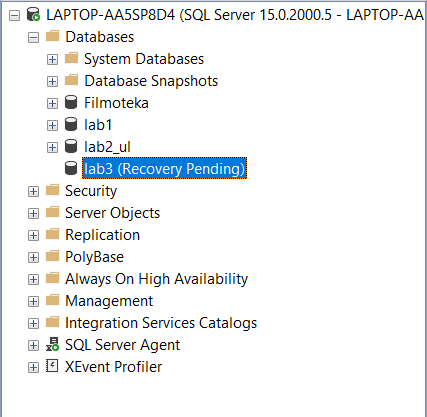 LAPTOP-AA5SP8D4 (SQL Server 15.0.2000.5 - LAPTOP-AA
Databases
System Databases
Database Snapshots
Filmoteka
lab1
lab2_ul
lab3 (Recovery Pending)
Security
Server Objects
Replication
PolyBase
Always On High Availability
Management
Integration Services Catalogs
SQL Server Agent
XEvent Profiler